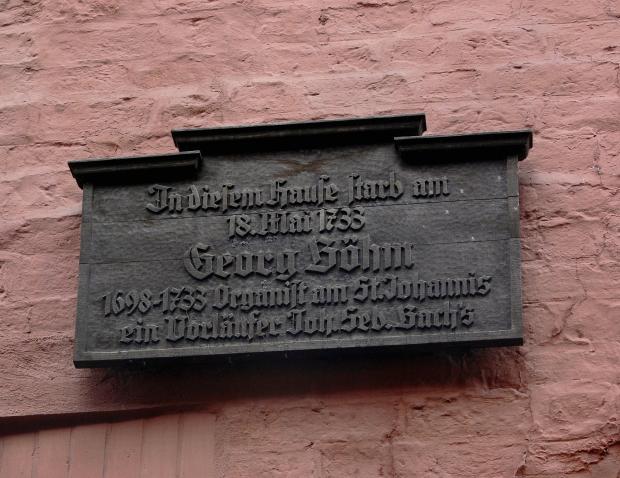 In diesem Hause starb am
18. Mai 1733
Georg Böhm
1698-1733 Organist am St. Johannis
ein Vorläufer Joh. Seb. Bach's